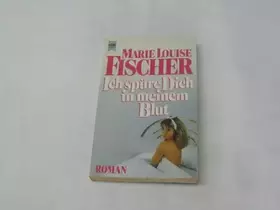 MARIE LOUISE
FISCHER
Ich spüre Dich
in meinem
Blut
ROMAN